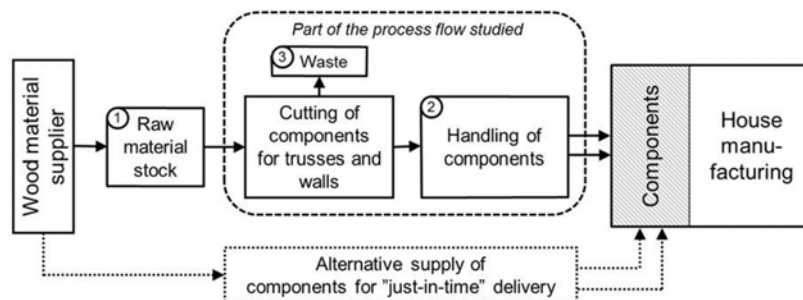 Part of the process flow studied
3
Waste
Wood material
supplier
1
Raw
material
stock
Cutting of
components
for trusses and
walls
2
Handling of
components
Components
House
manu-
facturing
Alternative supply of
components for "just-in-time" delivery